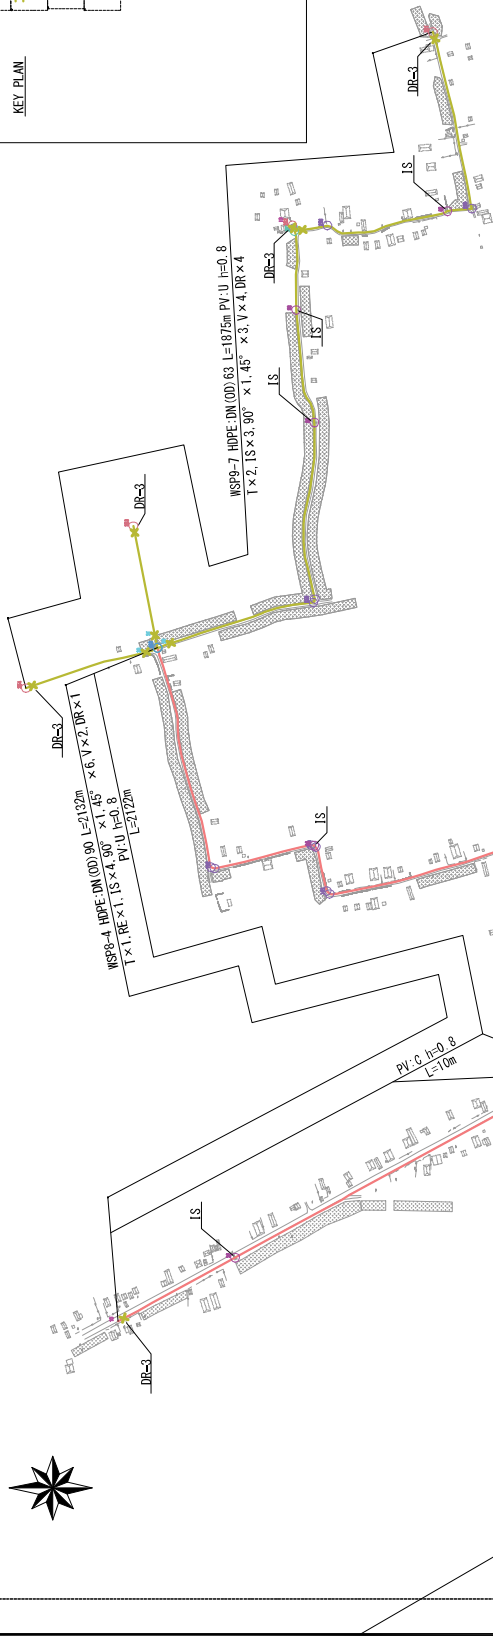 KEY PLAN
DR-3
IS
DR-3
IS
IS
WSP9-7 HDPE:DN(OD)63 L=1875m PV:U h=0.8
T×2, IS×3, 90° ×1, 45° ×3, V×4, DR×4
DR-3
DR-3
WSP8-4 HDPE:DN(OD)90 L=2132m
T×1, RE×1, IS×4, 90° ×1, 45° ×6, V×2, DR×1
PV:U h=0.8
L=2122m
IS
PV:C h=0.8
L=10m
IS
DR-3